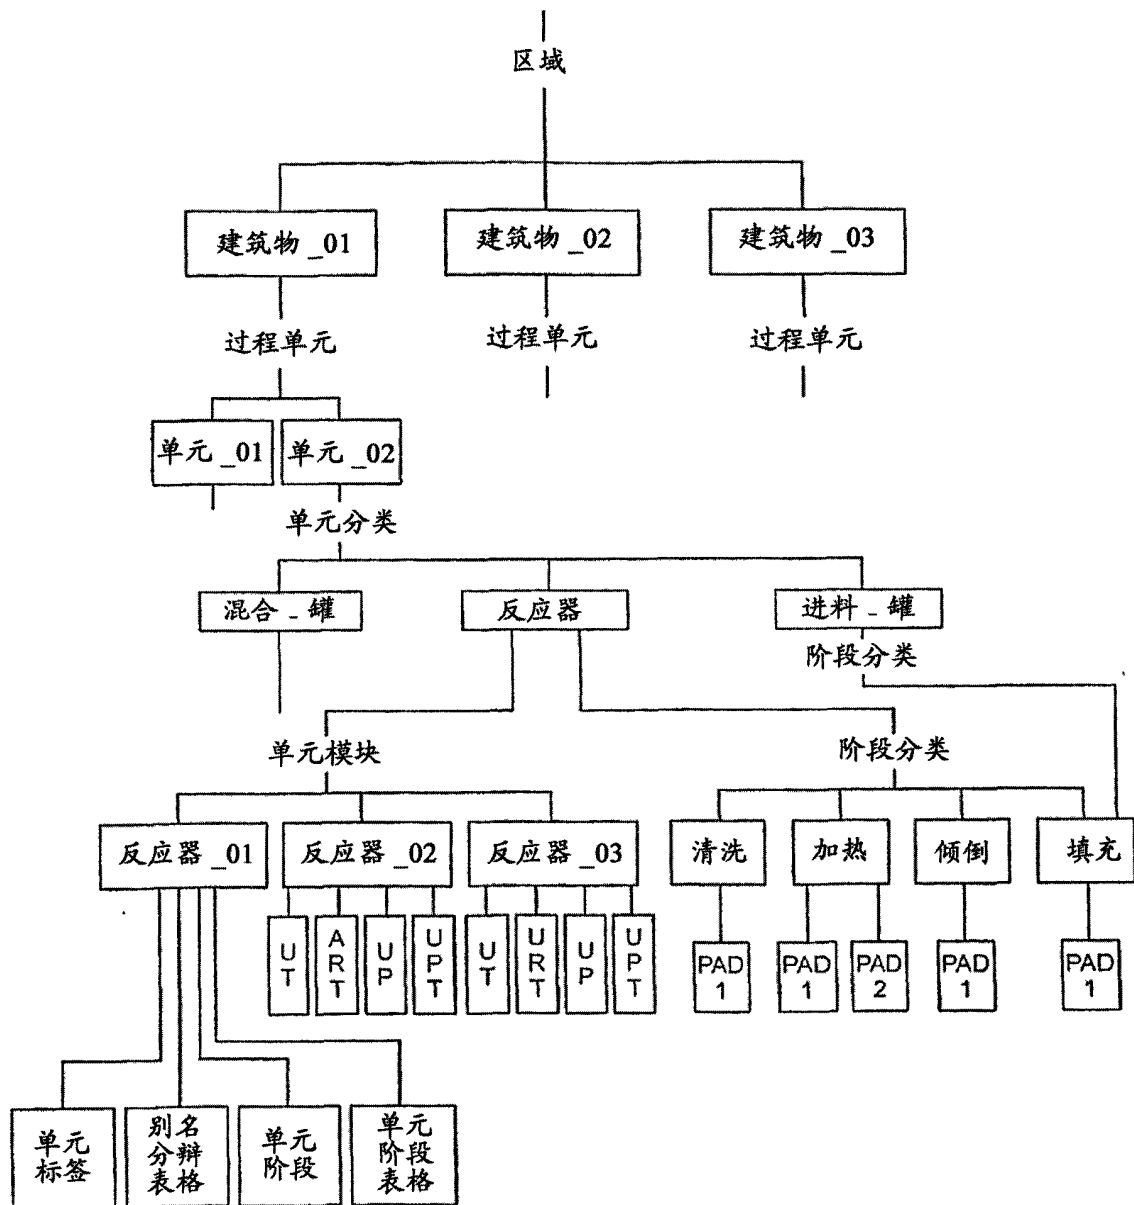 区域
建筑物_01
建筑物_02
建筑物_03
过程单元
过程单元
过程单元
单元_01
单元_02
单元分类
混合_罐
反应器
进料_罐
阶段分类
单元模块
阶段分类
反应器_01
反应器_02
反应器_03
清洗
加热
倾倒
填充
UT
ART
UP
UPT
UT
URT
UP
UPT
PAD
1
PAD
1
PAD
2
PAD
1
PAD
1
单元
标签
别名
分辩
表格
单元
阶段
单元
阶段
表格